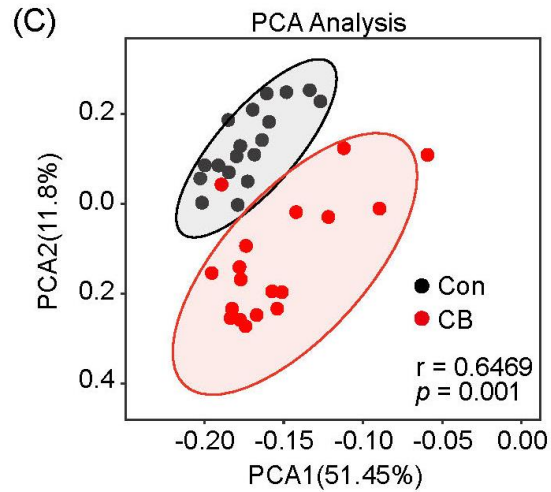 (C)
PCA Analysis
PCA2(11.8%)
0.2
0.0
0.2
0.4
Con
CB
r = 0.6469
p = 0.001
-0.20 -0.15 -0.10 -0.05 0.00
PCA1(51.45%)